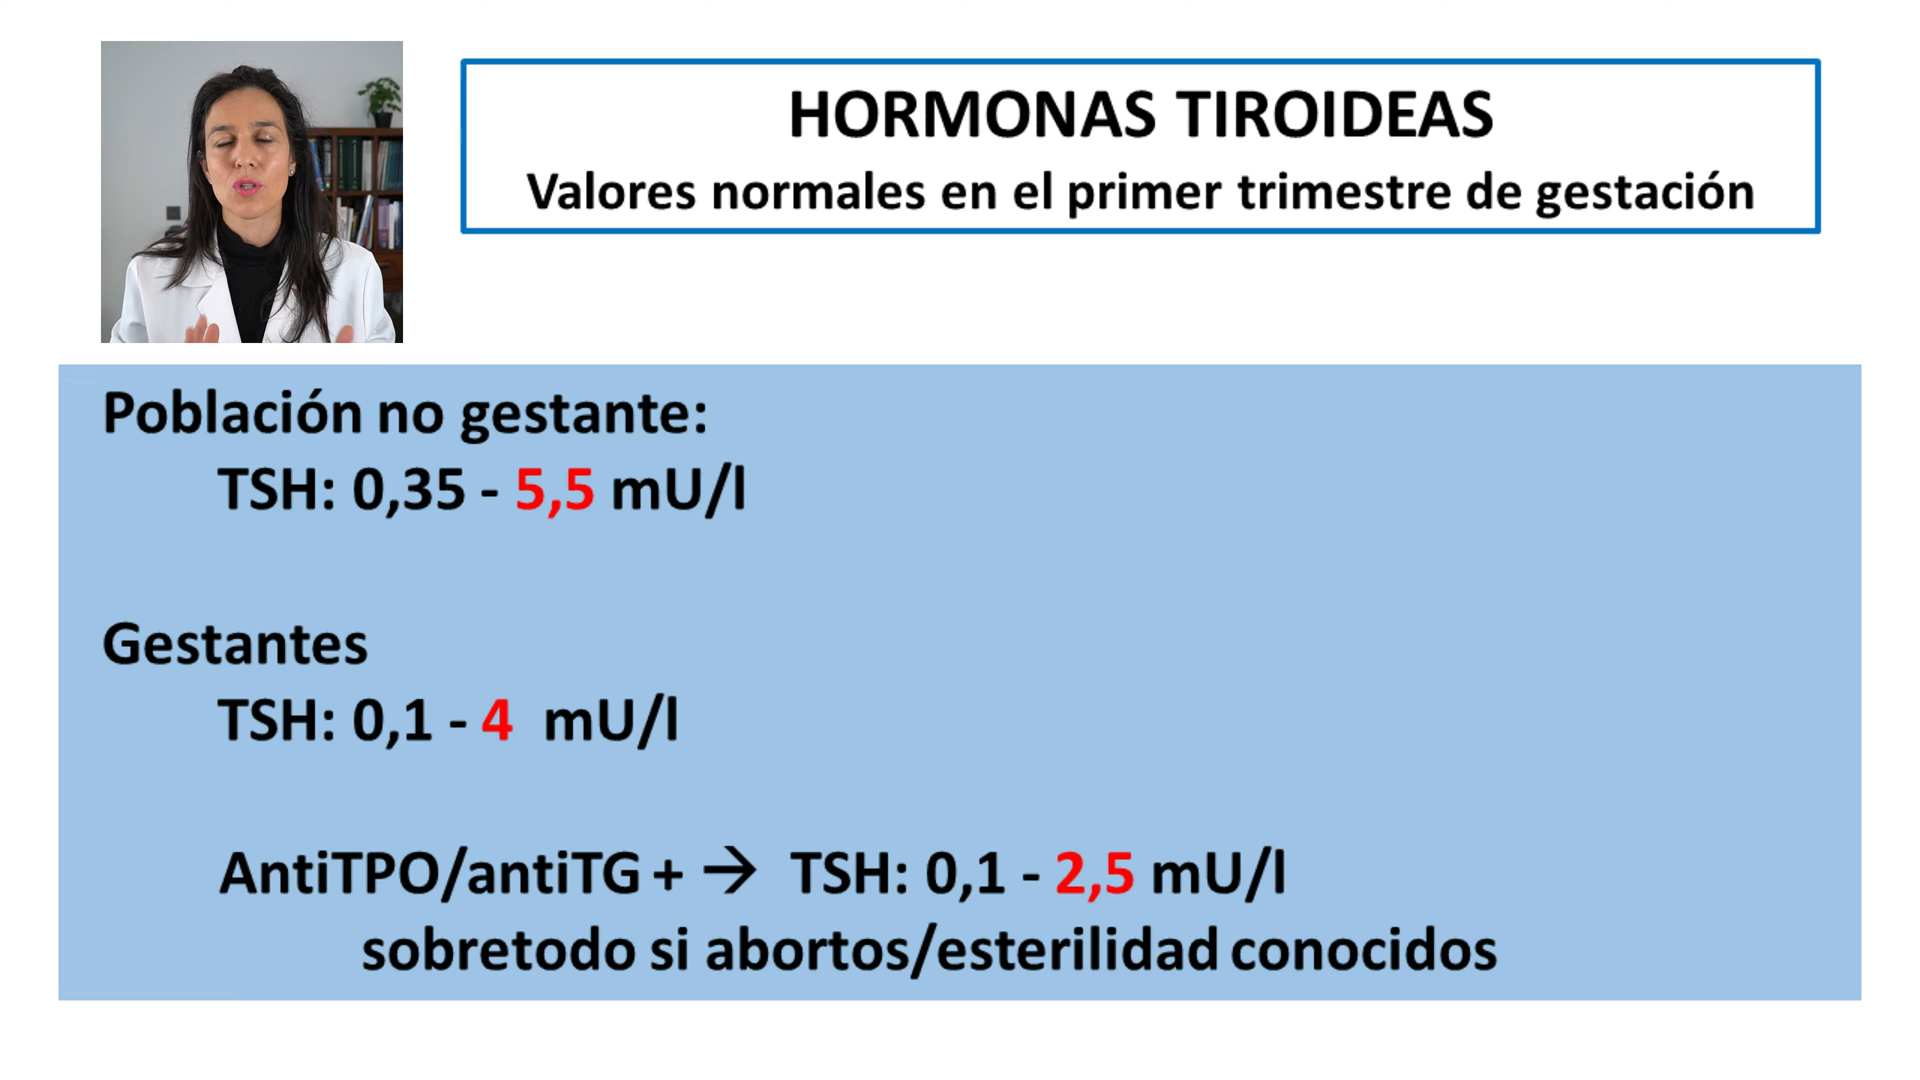 HORMONAS TIROIDEAS
Valores normales en el primer trimestre de gestación
Población no gestante:
TSH: 0,35 - 5,5 mU/l
Gestantes
TSH: 0,1 - 4 mU/l
AntiTPO/antiTG + → TSH: 0,1 - 2,5 mU/l
sobretodo si abortos/esterilidad conocidos